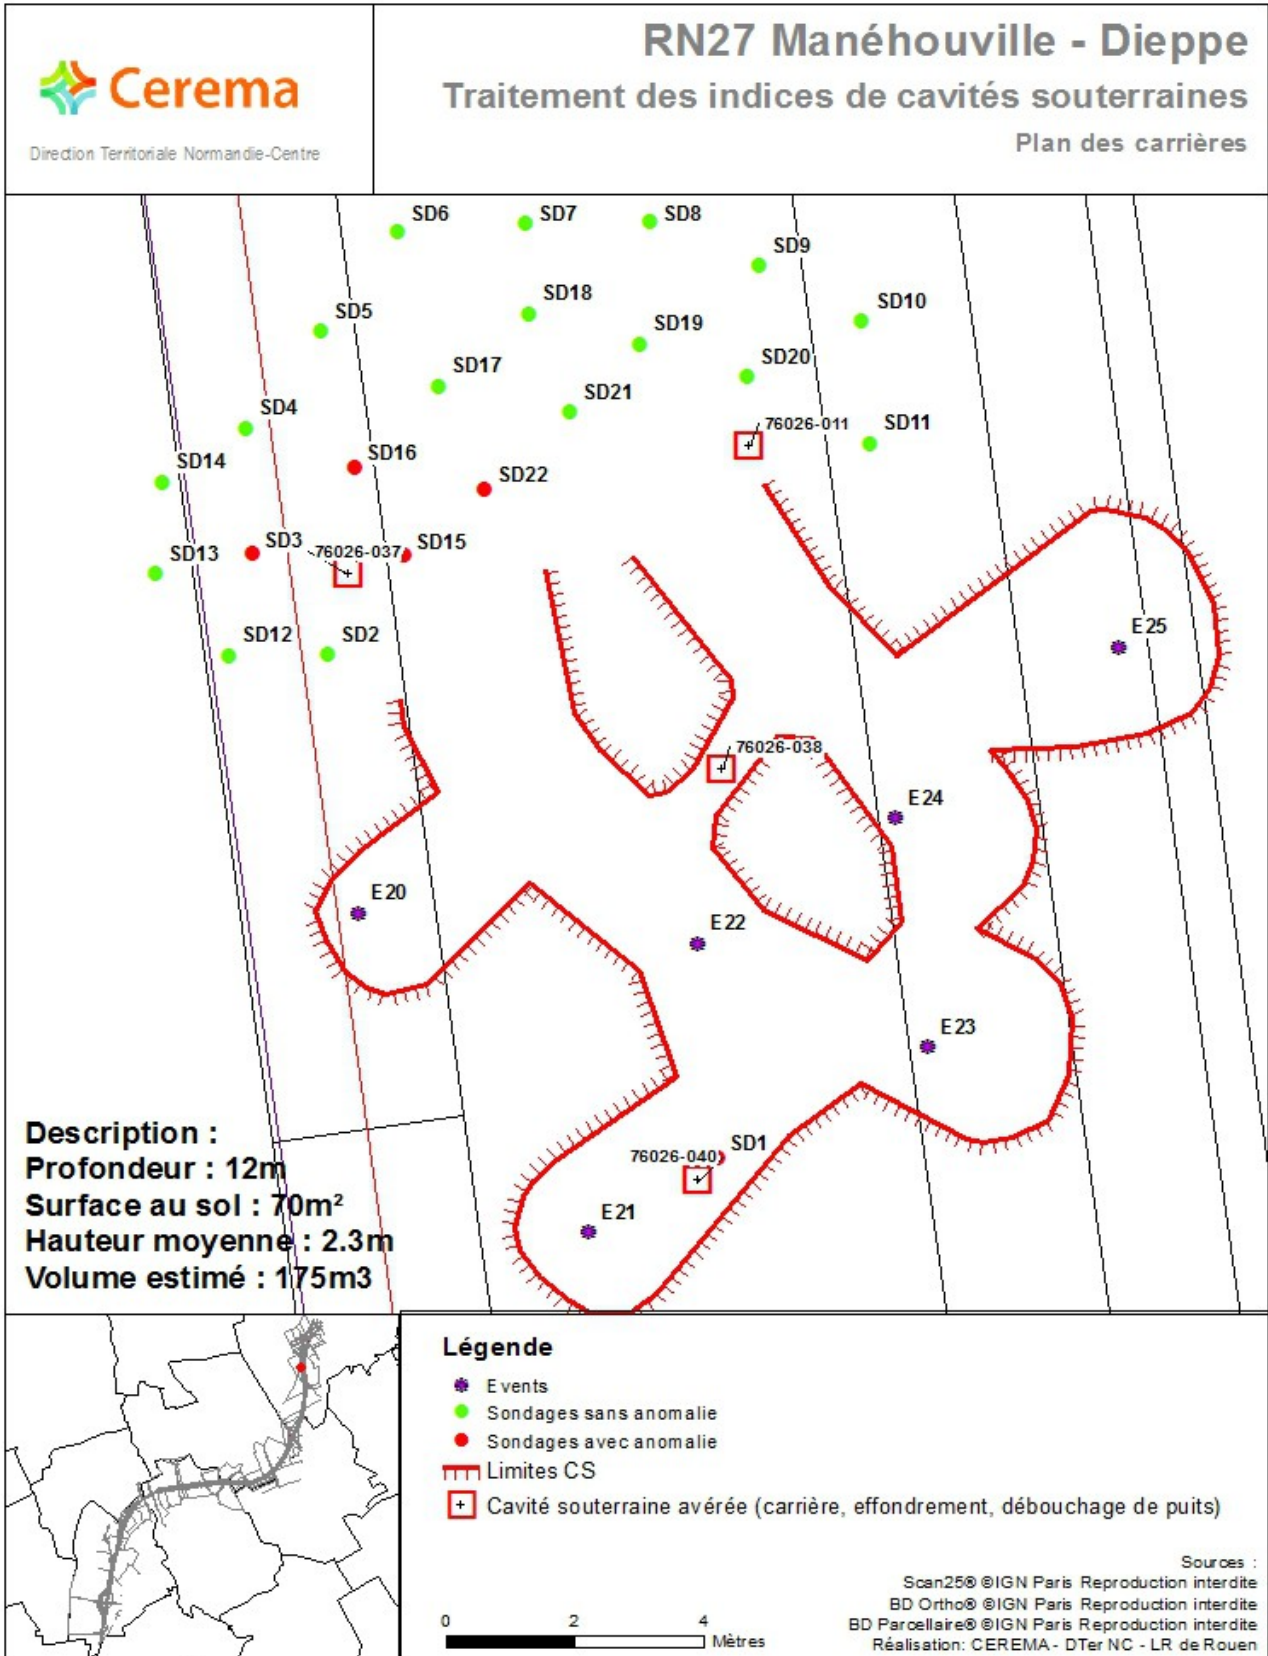 Cerema
Direction Territoriale Normandie-Centre
RN27 Manéhouville - Dieppe
Traitement des indices de cavités souterraines
Plan des carrières
SD6
SD7
SD8
SD9
SD18
SD10
SD5
SD19
SD17
SD20
SD21
SD4
76026-011
SD11
SD16
SD14
SD22
SD3
76026-037
SD15
SD13
SD12
SD2
E25
76026-038
E24
E20
E22
E23
Description :
Profondeur : 12m
Surface au sol : 70m²
Hauteur moyenne : 2.3m
Volume estimé : 175m3
SD1
76026-040
E21
Légende
Events
Sondages sans anomalie
Sondages avec anomalie
Limites CS
Cavité souterraine avérée (carrière, effondrement, débouchage de puits)
0 2 4
Mètres
Sources :
Scan25® ©IGN Paris Reproduction interdite
BD Ortho® ©IGN Paris Reproduction interdite
BD Parcellaire® ©IGN Paris Reproduction interdite
Réalisation: CEREMA - DTer NC - LR de Rouen